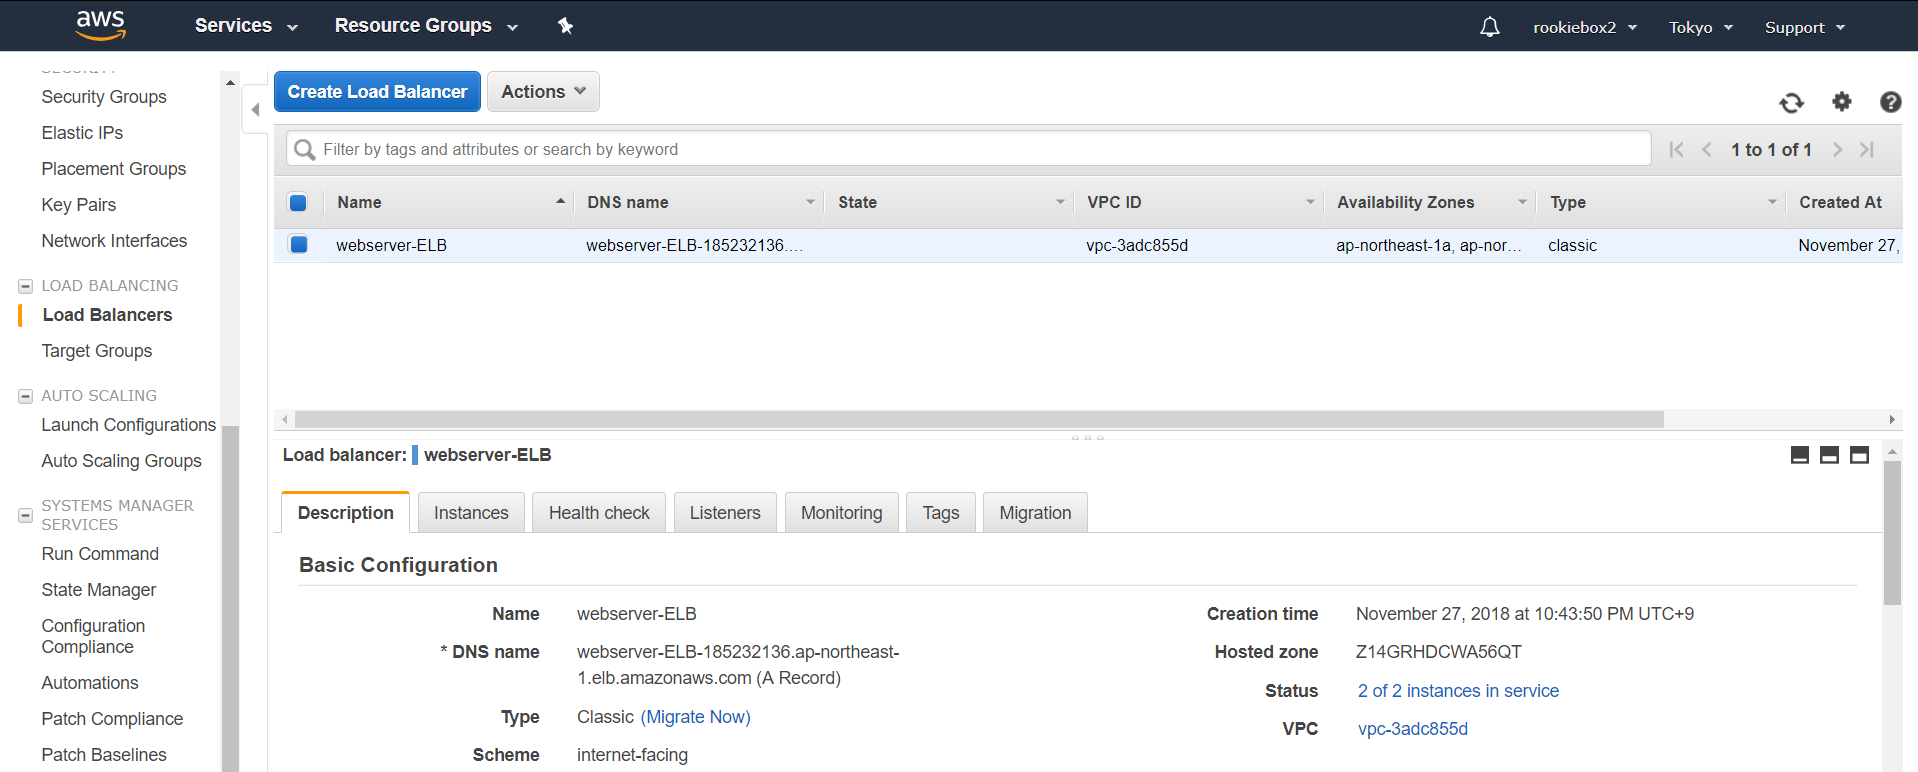 aws
Services
Resource Groups
rookiebox2
Tokyo
Support
SECURITY
Security Groups
Elastic IPs
Placement Groups
Key Pairs
Network Interfaces
LOAD BALANCING
Load Balancers
Target Groups
AUTO SCALING
Launch Configurations
Auto Scaling Groups
SYSTEMS MANAGER
SERVICES
Run Command
State Manager
Configuration
Compliance
Automations
Patch Compliance
Patch Baselines
Create Load Balancer
Actions
Filter by tags and attributes or search by keyword
1 to 1 of 1
Name DNS name State VPC ID Availability Zones Type Created At
webserver-ELB webserver-ELB-185232136.... vpc-3adc855d ap-northeast-1a, ap-nor... classic November 27,
Load balancer: webserver-ELB
Description Instances Health check Listeners Monitoring Tags Migration
Basic Configuration
Name webserver-ELB
* DNS name webserver-ELB-185232136.ap-northeast-
1.elb.amazonaws.com (A Record)
Type Classic (Migrate Now)
Scheme internet-facing
Creation time November 27, 2018 at 10:43:50 PM UTC+9
Hosted zone Z14GRHDCWA56QT
Status 2 of 2 instances in service
VPC vpc-3adc855d